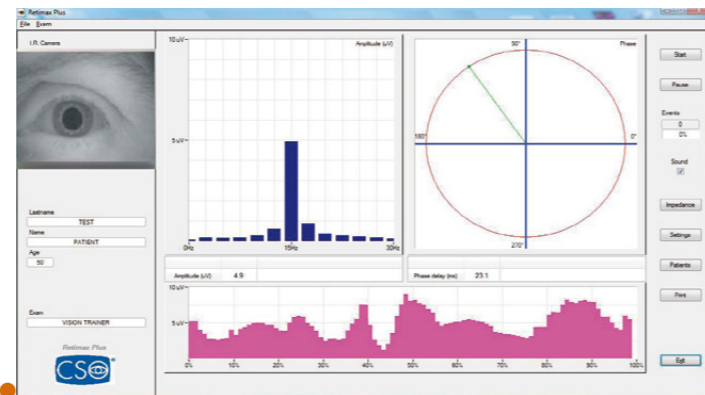 Retimax Plus
File Exam
I.R. Camera
Lastname
TEST
Name
PATIENT
Age
50
Exam
VISION TRAINER
Retimax Plus
CSO
10 uV
Amplitude (uV)
5 uV
0Hz 15Hz 30Hz
90° Phase
180° 0°
270°
Amplitude (uV) 4.9
Phase delay (ms) 23.1
10 uV
5 uV
0% 10% 20% 30% 40% 50% 60% 70% 80% 90% 100%
Start
Pause
Events
0
0%
Sound
Impedance
Settings
Patients
Print
Exit